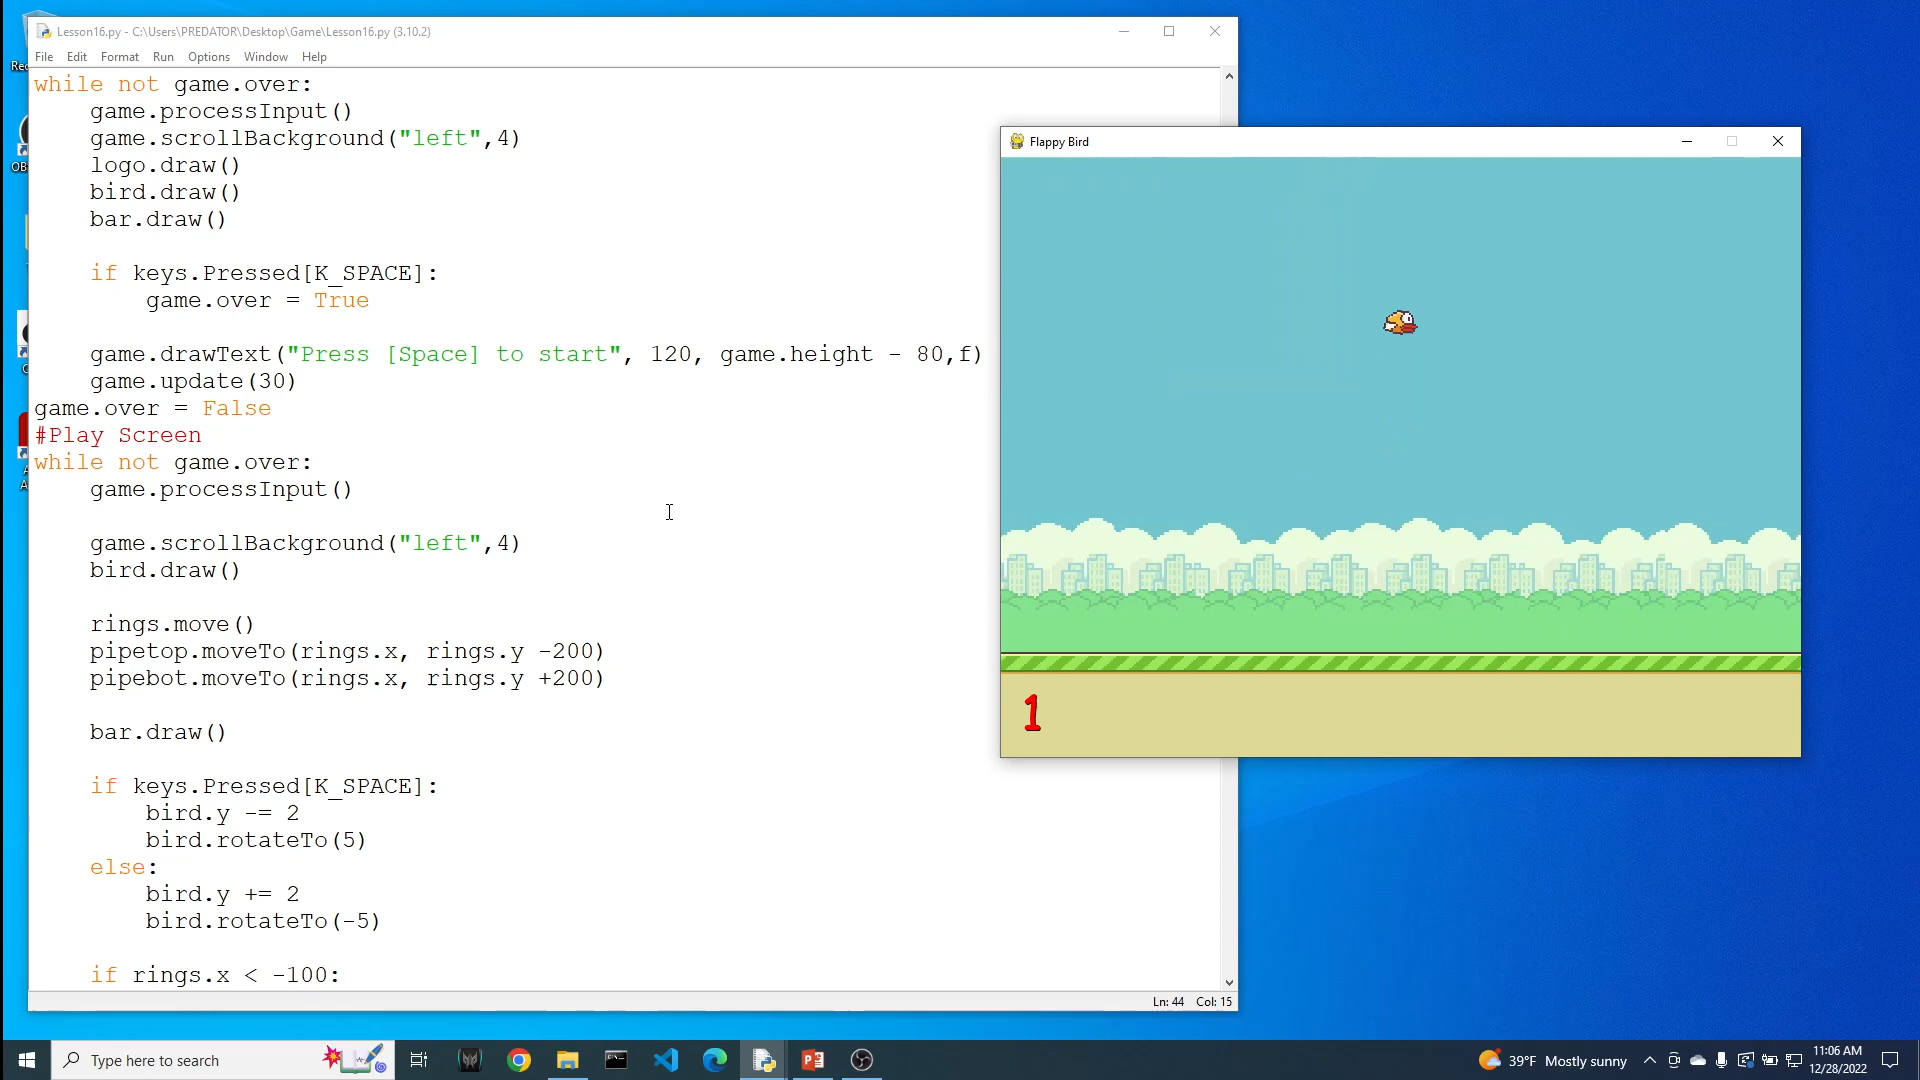 Lesson16.py - C:\Users\PREDATOR\Desktop\Game\Lesson16.py (3.10.2)
File Edit Format Run Options Window Help
while not game.over:
    game.processInput()
    game.scrollBackground("left",4)
    logo.draw()
    bird.draw()
    bar.draw()
    if keys.Pressed[K_SPACE]:
        game.over = True
    game.drawText("Press [Space] to start", 120, game.height - 80,f)
    game.update(30)
game.over = False
#Play Screen
while not game.over:
    game.processInput()
    game.scrollBackground("left",4)
    bird.draw()
    rings.move()
    pipetop.moveTo(rings.x, rings.y -200)
    pipebot.moveTo(rings.x, rings.y +200)
    bar.draw()
    if keys.Pressed[K_SPACE]:
        bird.y -= 2
        bird.rotateTo(5)
    else:
        bird.y += 2
        bird.rotateTo(-5)
    if rings.x < -100:
Ln: 44 Col: 15
Flappy Bird
1
Type here to search
39°F Mostly sunny
11:06 AM
12/28/2022